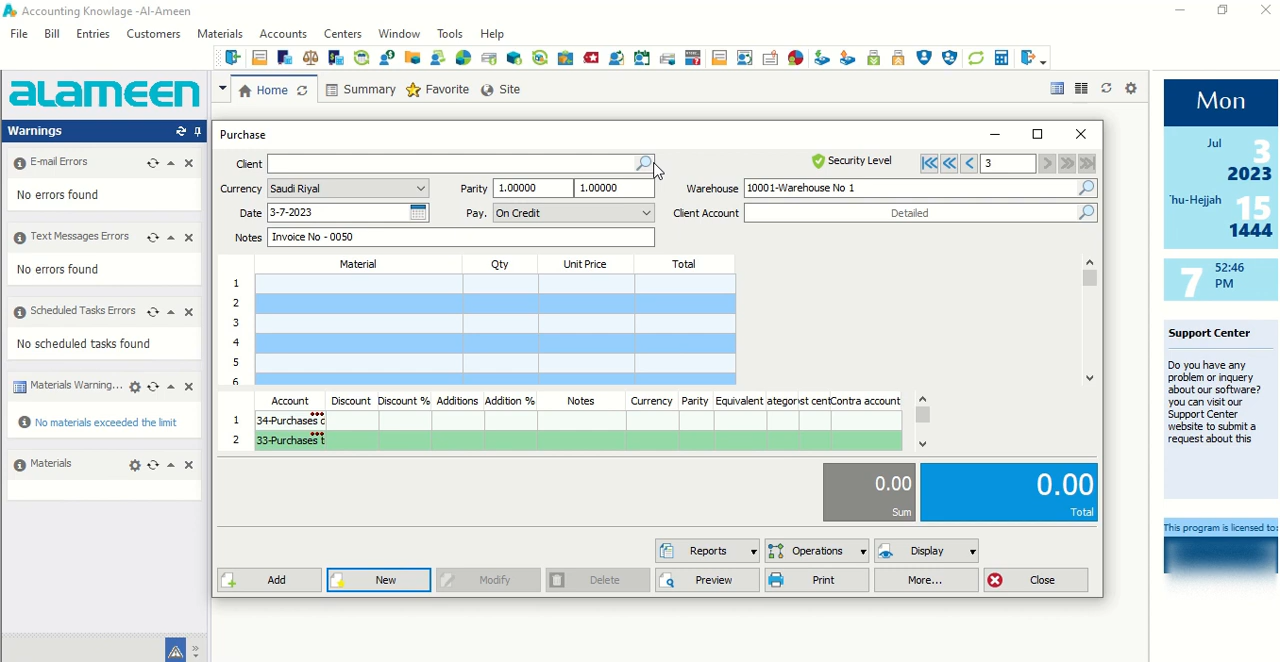 Accounting Knowlage -Al-Ameen
File Bill Entries Customers Materials Accounts Centers Window Tools Help
alameen
Home Summary Favorite Site
Warnings
E-mail Errors
No errors found
Text Messages Errors
No errors found
Scheduled Tasks Errors
No scheduled tasks found
Materials Warning...
No materials exceeded the limit
Materials
Purchase
Client
Security Level
3
Currency Saudi Riyal
Parity 1.00000 1.00000
Warehouse 10001-Warehouse No 1
Date 3-7-2023
Pay. On Credit
Client Account Detailed
Notes Invoice No - 0050
Material Qty Unit Price Total
1
2
3
4
5
6
Account Discount Discount % Additions Addition % Notes Currency Parity Equivalent ategorist centContra account
1 34-Purchases c
2 33-Purchases t
0.00
Sum
0.00
Total
Reports Operations Display
Add New Modify Delete Preview Print More... Close
Mon
Jul 3
2023
'hu-Hejjah 15
1444
7 52:46
PM
Support Center
Do you have any
problem or inquery
about our software?
you can visit our
Support Center
website to submit a
request about this
This program is licensed to: